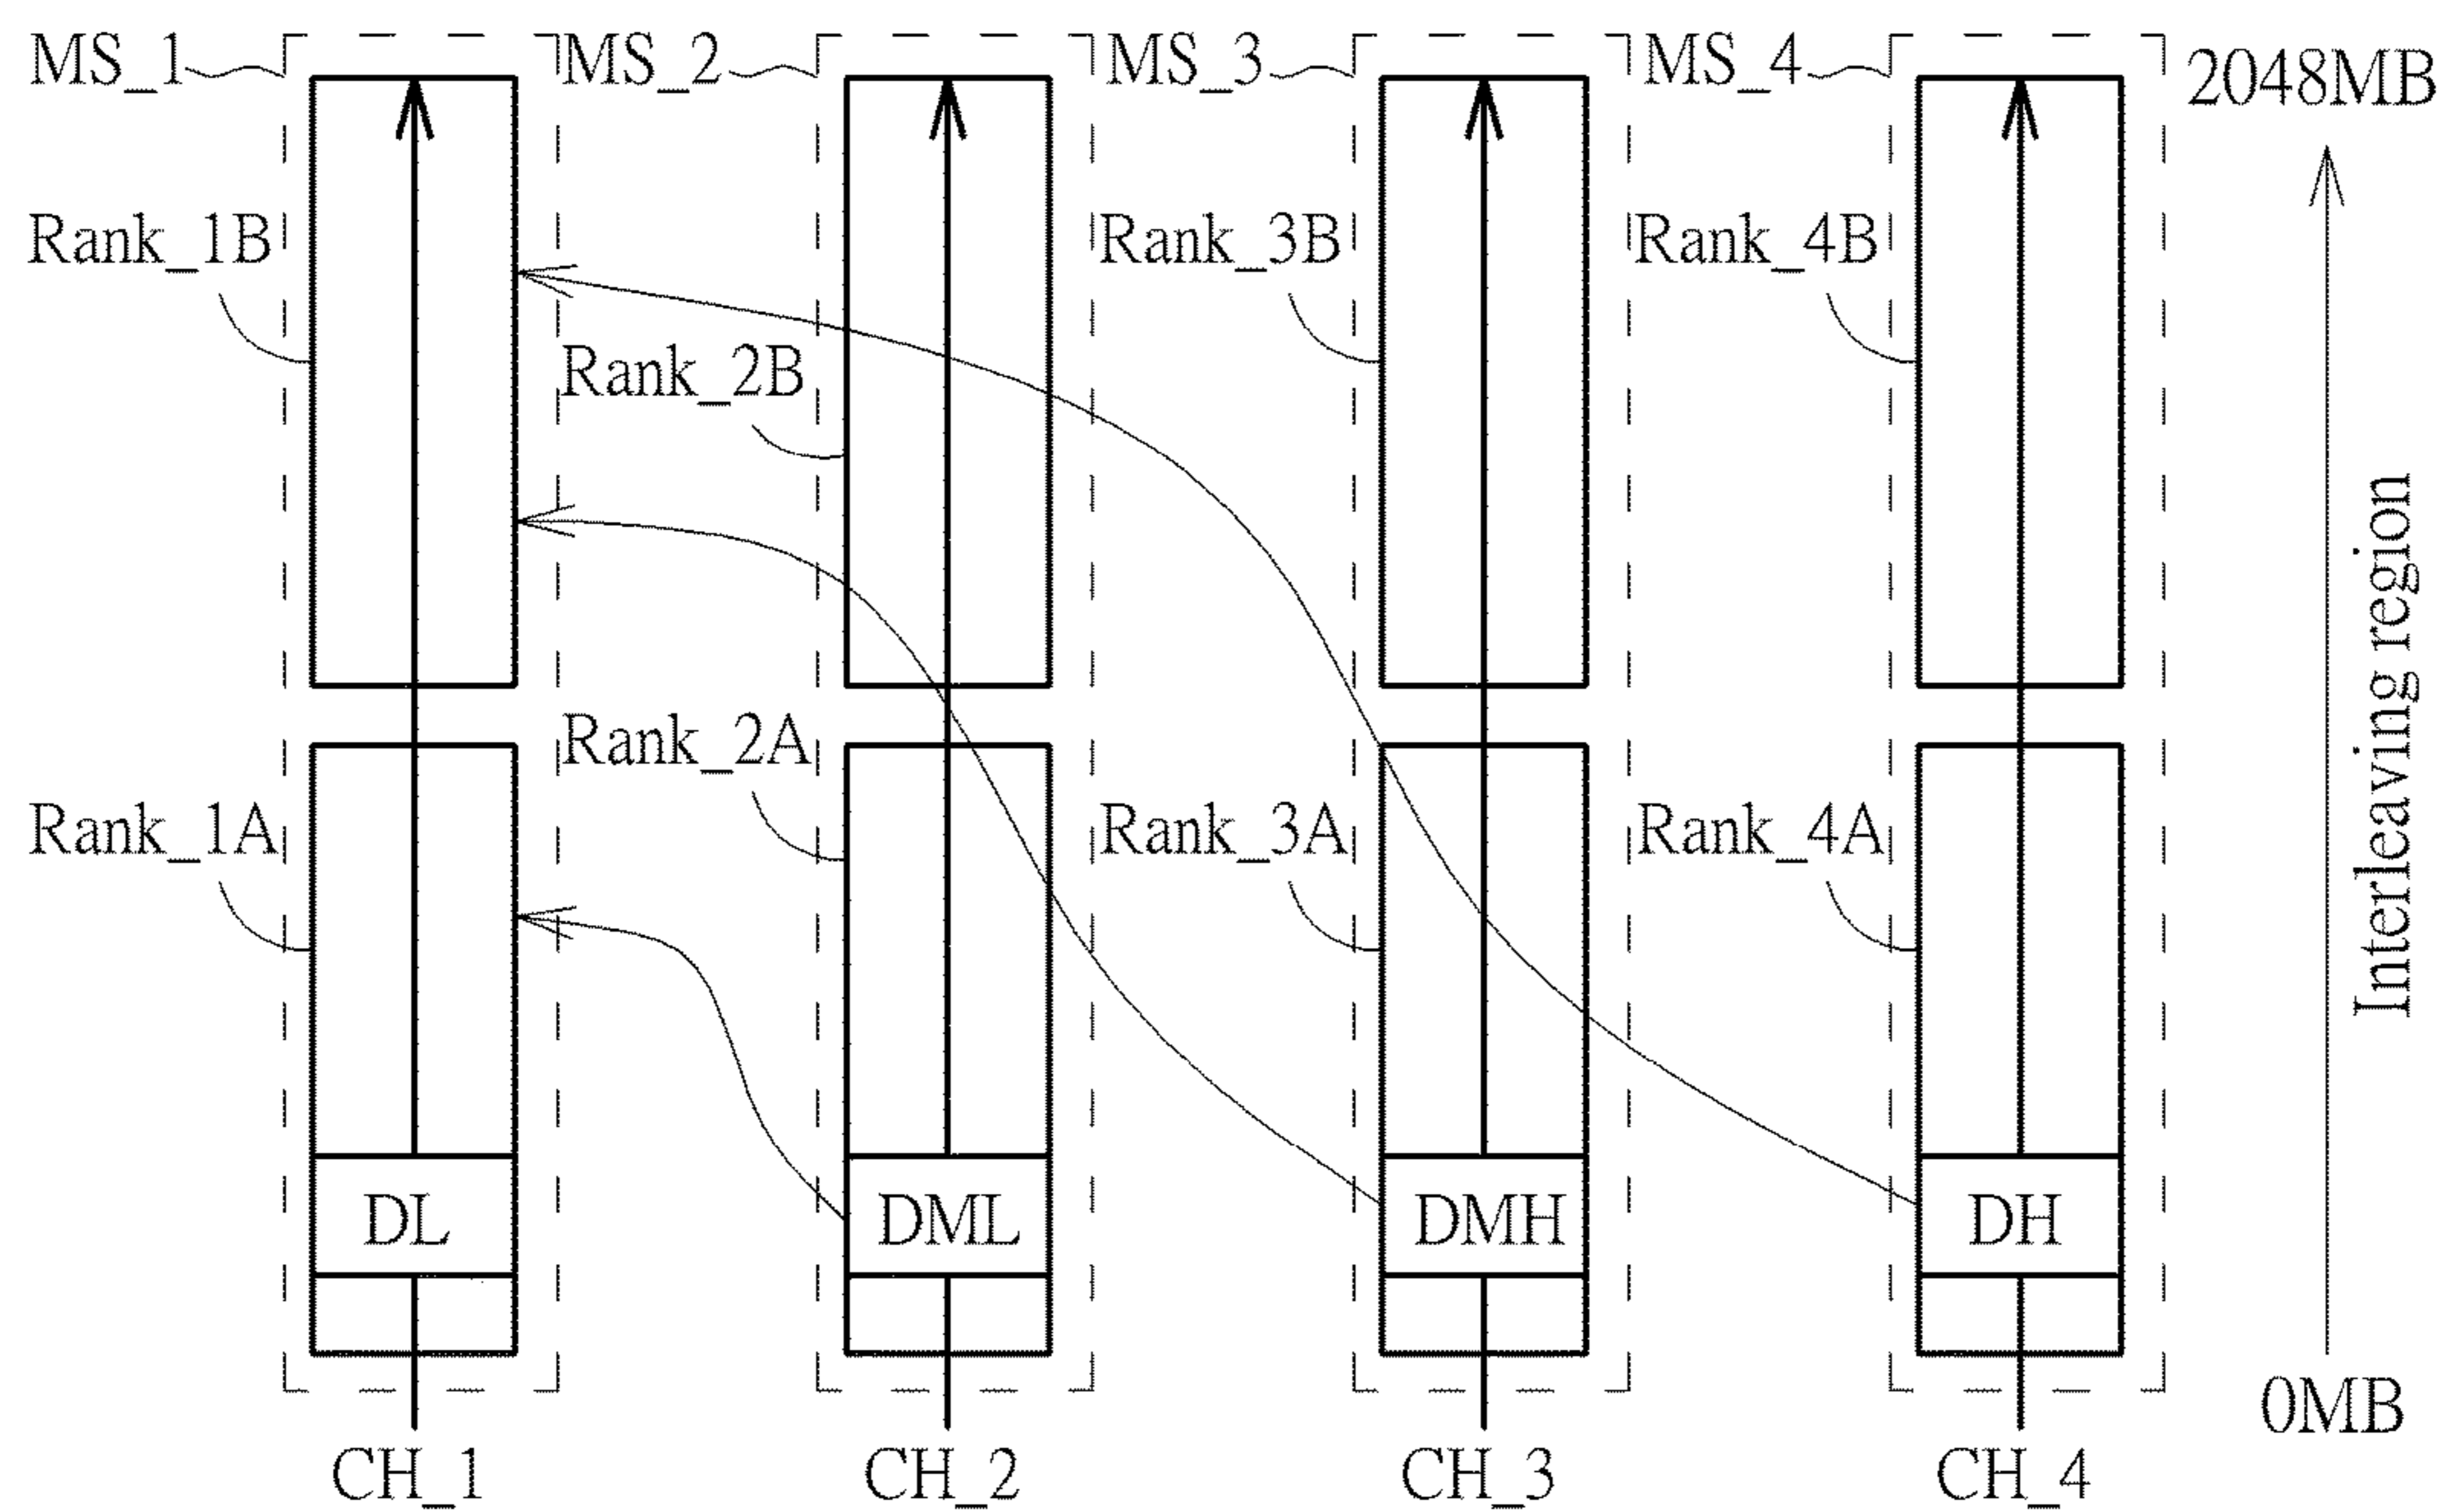 MS_1
MS_2
MS_3
MS_4
2048MB
Rank_1B
Rank_2B
Rank_3B
Rank_4B
Interleaving region
Rank_1A
Rank_2A
Rank_3A
Rank_4A
DL
DML
DMH
DH
0MB
CH_1
CH_2
CH_3
CH_4